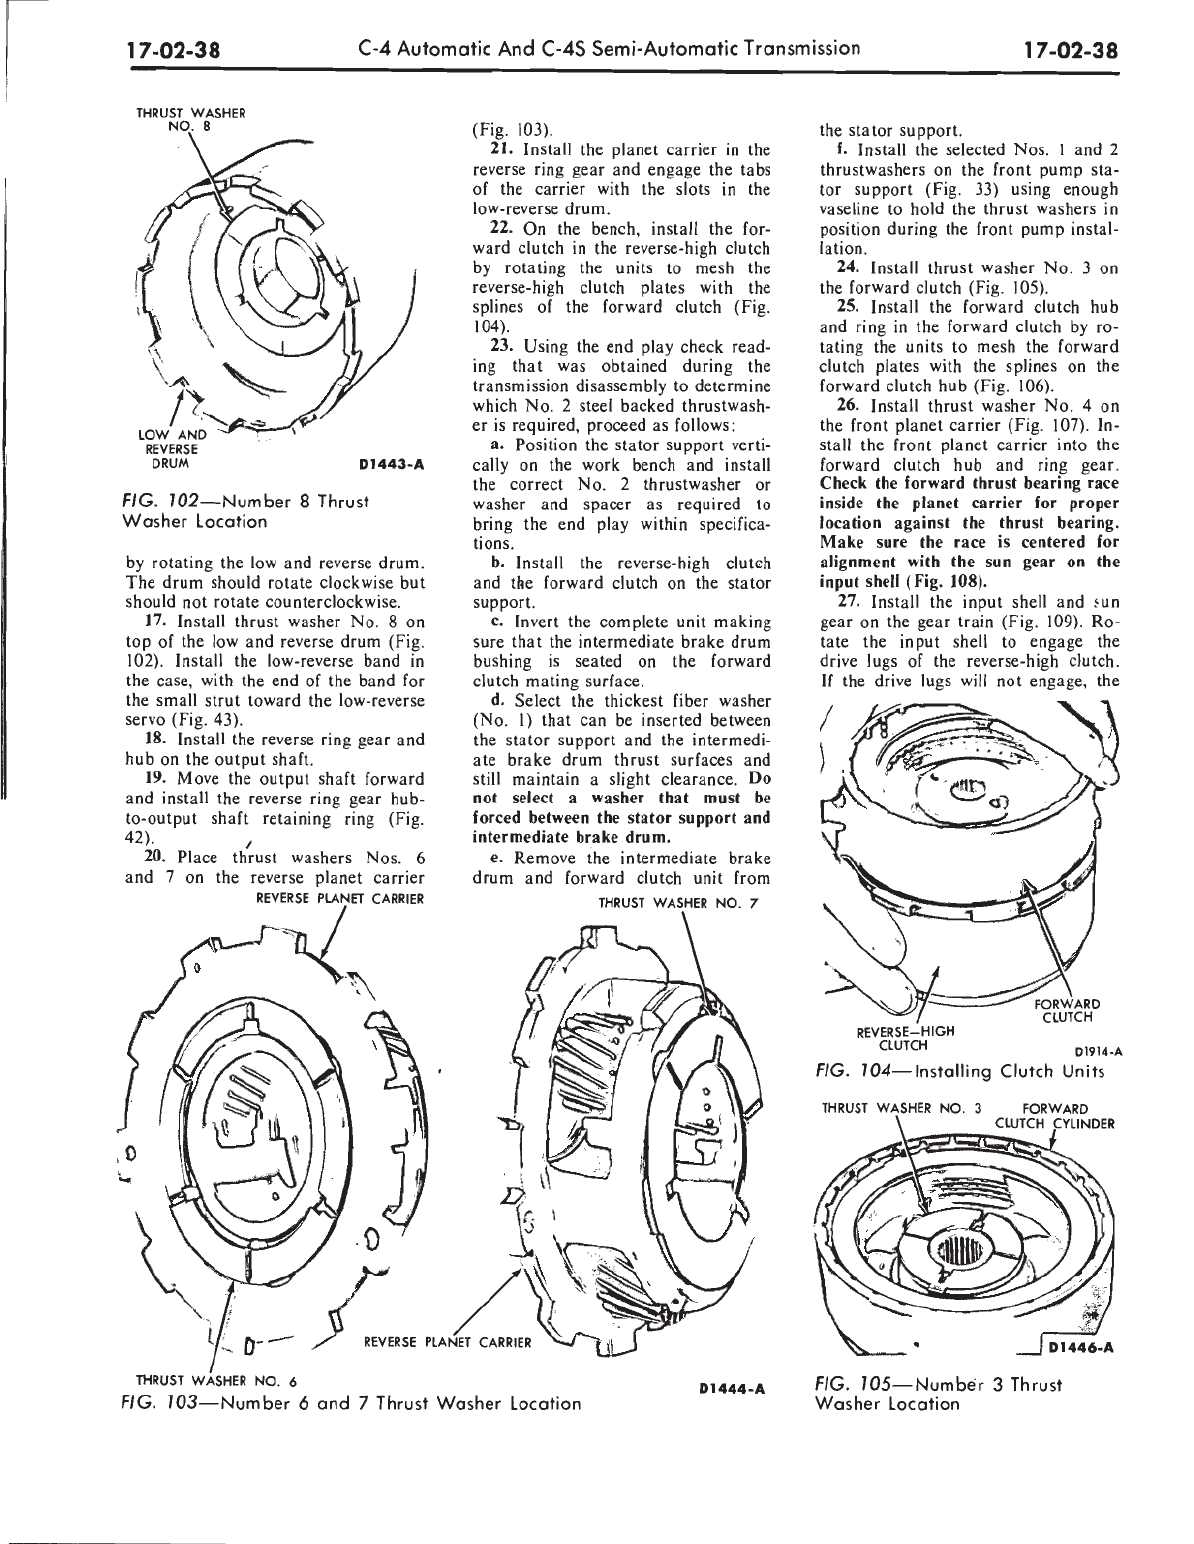 17-02-38
C-4 Automatic And C-4S Semi-Automatic Transmission
17-02-38
THRUST WASHER
NO. 8
LOW AND
REVERSE
DRUM
D1443-A
FIG. 102—Number 8 Thrust
Washer Location
by rotating the low and reverse drum.
The drum should rotate clockwise but
should not rotate counterclockwise.
17. Install thrust washer No. 8 on
top of the low and reverse drum (Fig.
102). Install the low-reverse band in
the case, with the end of the band for
the small strut toward the low-reverse
servo (Fig. 43).
18. Install the reverse ring gear and
hub on the output shaft.
19. Move the output shaft forward
and install the reverse ring gear hub-
to-output shaft retaining ring (Fig.
42).
20. Place thrust washers Nos. 6
and 7 on the reverse planet carrier
(Fig. 103).
21. Install the planet carrier in the
reverse ring gear and engage the tabs
of the carrier with the slots in the
low-reverse drum.
22. On the bench, install the for-
ward clutch in the reverse-high clutch
by rotating the units to mesh the
reverse-high clutch plates with the
splines of the forward clutch (Fig.
104).
23. Using the end play check read-
ing that was obtained during the
transmission disassembly to determine
which No. 2 steel backed thrustwash-
er is required, proceed as follows:
a. Position the stator support verti-
cally on the work bench and install
the correct No. 2 thrustwasher or
washer and spacer as required to
bring the end play within specifica-
tions.
b. Install the reverse-high clutch
and the forward clutch on the stator
support.
c. Invert the complete unit making
sure that the intermediate brake drum
bushing is seated on the forward
clutch mating surface.
d. Select the thickest fiber washer
(No. 1) that can be inserted between
the stator support and the intermedi-
ate brake drum thrust surfaces and
still maintain a slight clearance. Do
not select a washer that must be
forced between the stator support and
intermediate brake drum.
e. Remove the intermediate brake
drum and forward clutch unit from
the stator support.
f. Install the selected Nos. 1 and 2
thrustwashers on the front pump sta-
tor support (Fig. 33) using enough
vaseline to hold the thrust washers in
position during the front pump instal-
lation.
24. Install thrust washer No. 3 on
the forward clutch (Fig. 105).
25. Install the forward clutch hub
and ring in the forward clutch by ro-
tating the units to mesh the forward
clutch plates with the splines on the
forward clutch hub (Fig. 106).
26. Install thrust washer No. 4 on
the front planet carrier (Fig. 107). In-
stall the front planet carrier into the
forward clutch hub and ring gear.
Check the forward thrust bearing race
inside the planet carrier for proper
location against the thrust bearing.
Make sure the race is centered for
alignment with the sun gear on the
input shell (Fig. 108).
27. Install the input shell and sun
gear on the gear train (Fig. 109). Ro-
tate the input shell to engage the
drive lugs of the reverse-high clutch.
If the drive lugs will not engage, the
REVERSE PLANET CARRIER
THRUST WASHER NO. 7
REVERSE PLANET CARRIER
THRUST WASHER NO. 6
D1444-A
FIG. 103—Number 6 and 7 Thrust Washer Location
FORWARD
CLUTCH
REVERSE–HIGH
CLUTCH
D1914-A
FIG. 104—Installing Clutch Units
THRUST WASHER NO. 3
FORWARD
CLUTCH CYLINDER
D1446-A
FIG. 105—Number 3 Thrust
Washer Location